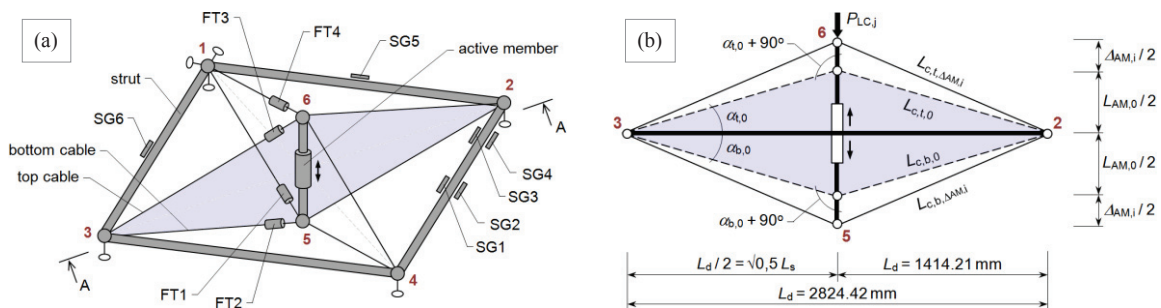 (a)
FT3
FT4
SG5
active member
1
2
strut
6
A
SG6
bottom cable
top cable
SG4
SG3
SG2
SG1
3
5
4
A
FT1
FT2
(b)
P_LC,j
6
α_t,0 + 90°
L_c,t,Δ_AM,i
Δ_AM,i / 2
L_c,t,0
L_AM,0 / 2
3
α_t,0
2
α_b,0
L_c,b,0
L_AM,0 / 2
α_b,0 + 90°
L_c,b,Δ_AM,i
Δ_AM,i / 2
5
L_d / 2 = √0,5 L_s
L_d = 1414.21 mm
L_d = 2824.42 mm